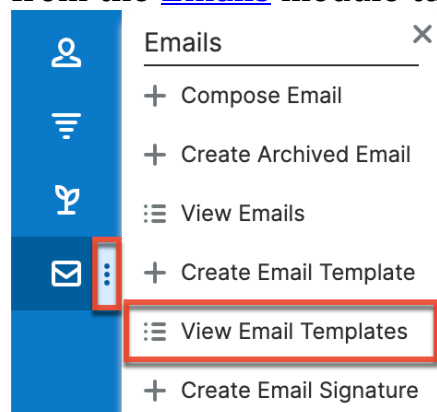 from the Emails module ta
Emails
Compose Email
Create Archived Email
View Emails
Create Email Template
View Email Templates
Create Email Signature